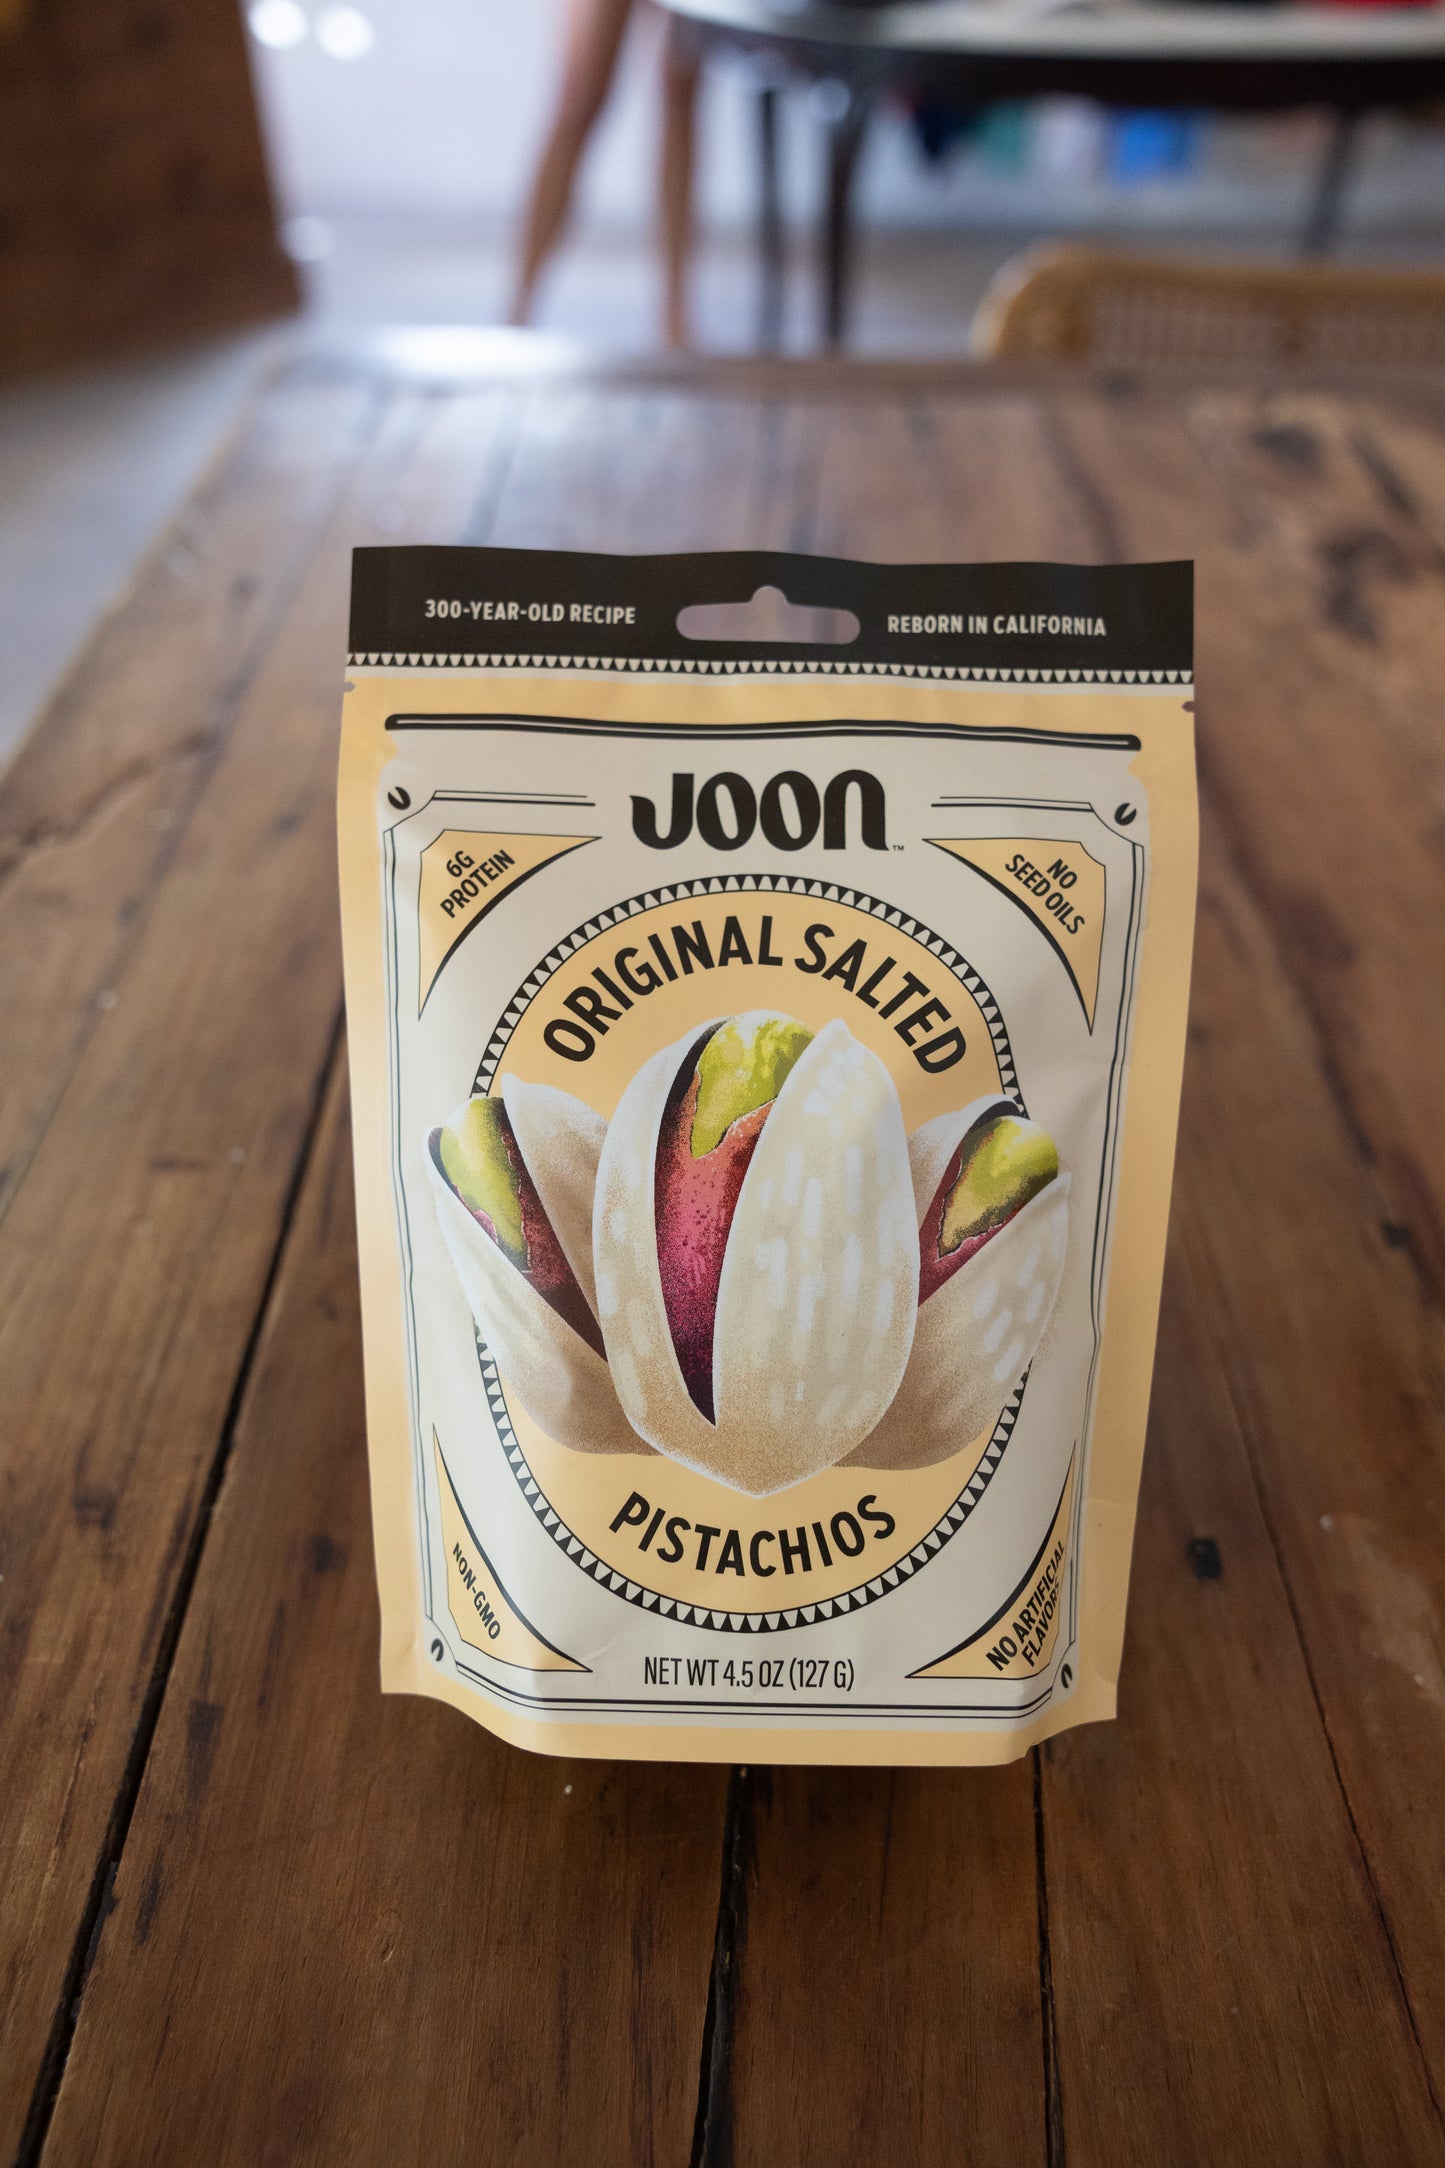 300-YEAR-OLD RECIPE
REBORN IN CALIFORNIA
JOON™
6G
PROTEIN
NO
SEED OILS
ORIGINAL SALTED
PISTACHIOS
NON-GMO
NO ARTIFICIAL
FLAVORS
NET WT 4.5 OZ (127 G)